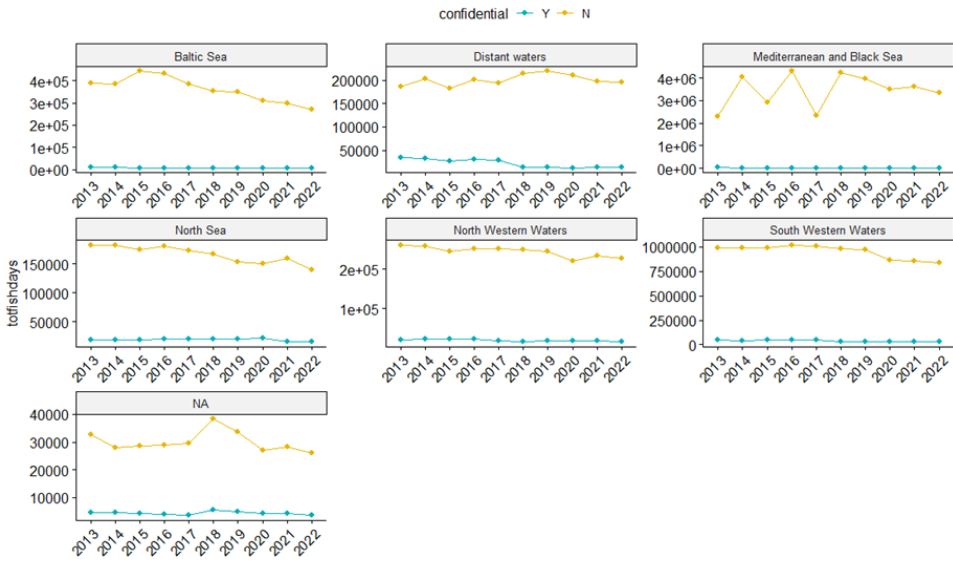 confidential Y N
Baltic Sea
4e+05
3e+05
2e+05
1e+05
0e+00
2013 2014 2015 2016 2017 2018 2019 2020 2021 2022
Distant waters
200000
150000
100000
50000
2013 2014 2015 2016 2017 2018 2019 2020 2021 2022
Mediterranean and Black Sea
4e+06
3e+06
2e+06
1e+06
0e+00
2013 2014 2015 2016 2017 2018 2019 2020 2021 2022
totfishdays
North Sea
150000
100000
50000
2013 2014 2015 2016 2017 2018 2019 2020 2021 2022
North Western Waters
2e+05
1e+05
2013 2014 2015 2016 2017 2018 2019 2020 2021 2022
South Western Waters
1000000
750000
500000
250000
0
2013 2014 2015 2016 2017 2018 2019 2020 2021 2022
NA
40000
30000
20000
10000
2013 2014 2015 2016 2017 2018 2019 2020 2021 2022